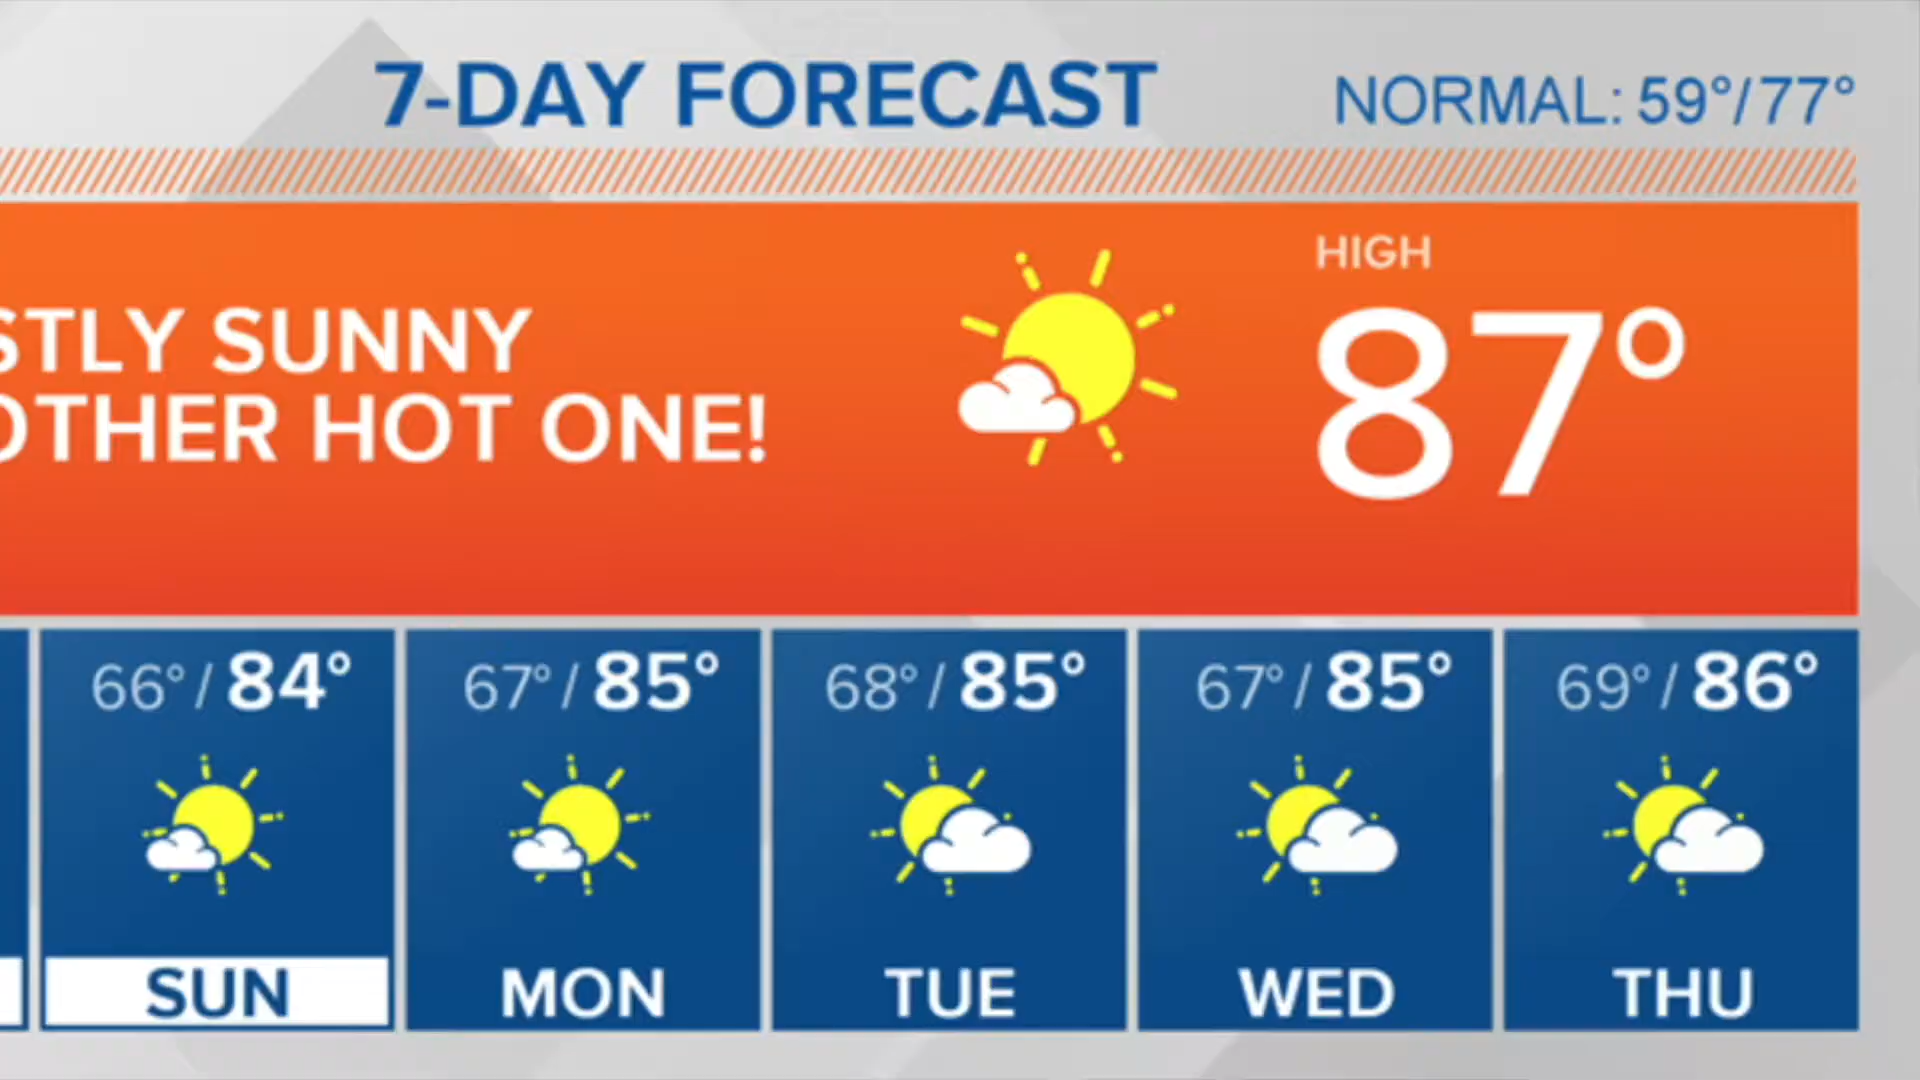 7-DAY FORECAST
NORMAL: 59°/77°
STLY SUNNY
OTHER HOT ONE!
HIGH
87°
66°/84°
67°/85°
68°/85°
67°/85°
69°/86°
SUN
MON
TUE
WED
THU